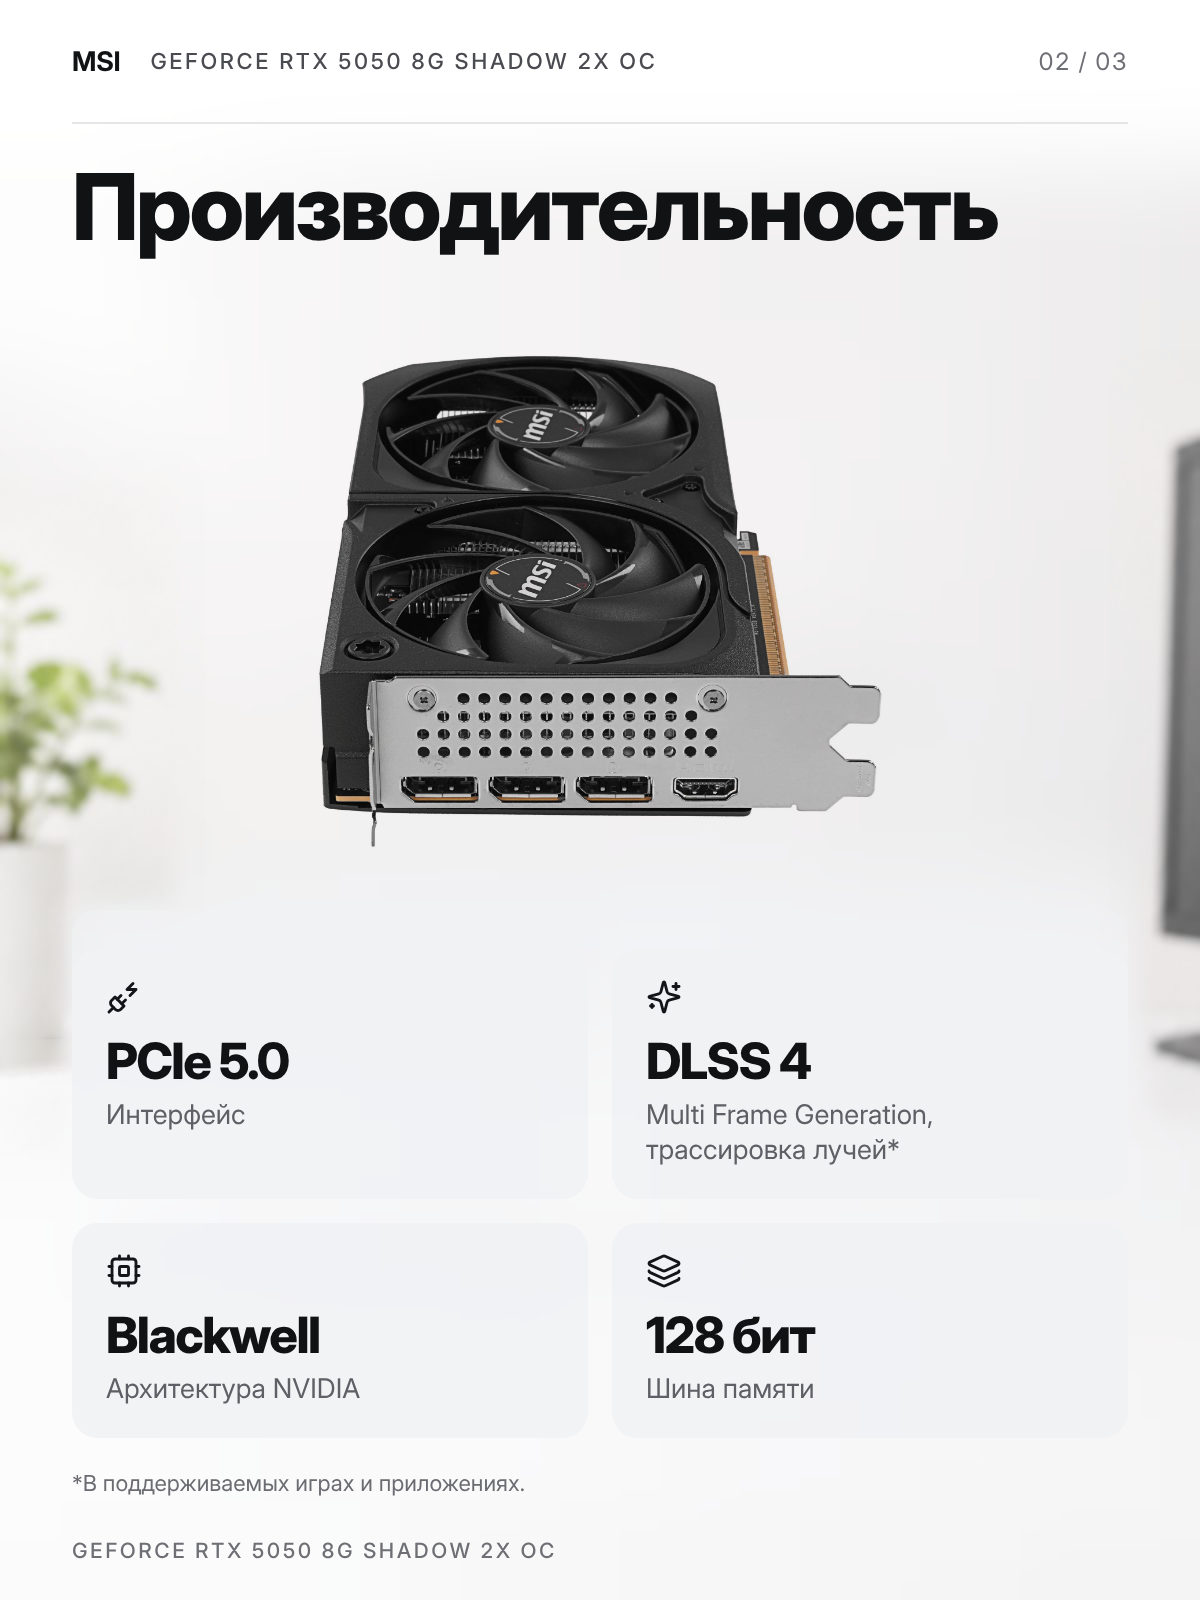 MSI GEFORCE RTX 5050 8G SHADOW 2X OC 02 / 03
Производительность
msi
msi
PCIe 5.0
Интерфейс
DLSS 4
Multi Frame Generation,
трассировка лучей*
Blackwell
Архитектура NVIDIA
128 бит
Шина памяти
*В поддерживаемых играх и приложениях.
GEFORCE RTX 5050 8G SHADOW 2X OC